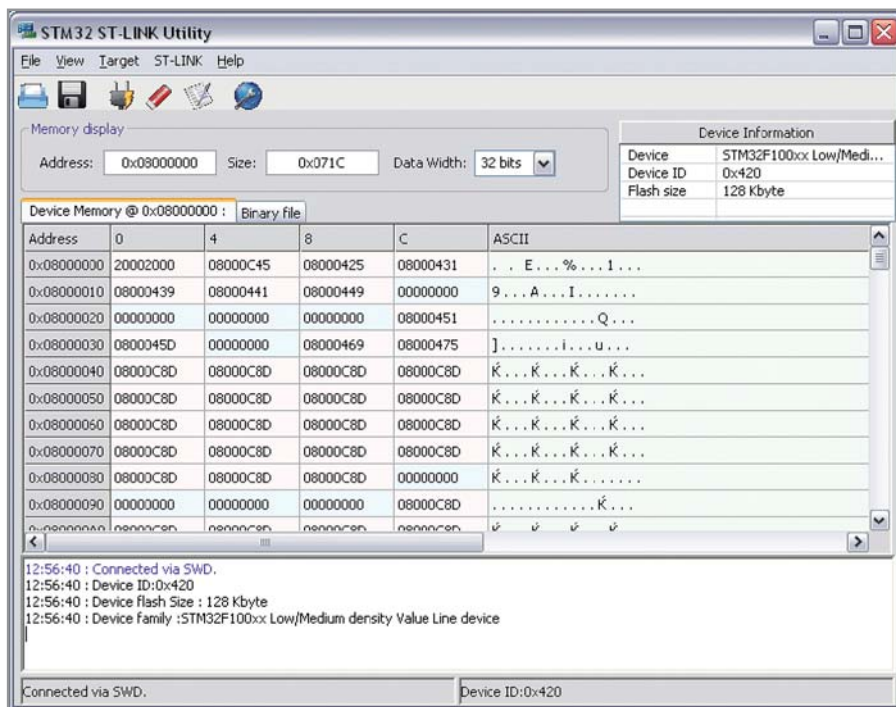 STM32 ST-LINK Utility
File View Target ST-LINK Help
Memory display
Address: 0x08000000 Size: 0x071C Data Width: 32 bits
Device Information
Device STM32F100xx Low/Medi...
Device ID 0x420
Flash size 128 Kbyte
Device Memory @ 0x08000000 : Binary file
Address 0 4 8 C ASCII
0x08000000 20002000 08000C45 08000425 08000431 . . E...%...1...
0x08000010 08000439 08000441 08000449 00000000 9...A...I.......
0x08000020 00000000 00000000 00000000 08000451 ............Q...
0x08000030 0800045D 00000000 08000469 08000475 ].......i...u...
0x08000040 08000C8D 08000C8D 08000C8D 08000C8D Ḱ...Ḱ...Ḱ...Ḱ...
0x08000050 08000C8D 08000C8D 08000C8D 08000C8D Ḱ...Ḱ...Ḱ...Ḱ...
0x08000060 08000C8D 08000C8D 08000C8D 08000C8D Ḱ...Ḱ...Ḱ...Ḱ...
0x08000070 08000C8D 08000C8D 08000C8D 08000C8D Ḱ...Ḱ...Ḱ...Ḱ...
0x08000080 08000C8D 08000C8D 08000C8D 00000000 Ḱ...Ḱ...Ḱ.......
0x08000090 00000000 00000000 00000000 08000C8D ............Ḱ...
12:56:40 : Connected via SWD.
12:56:40 : Device ID:0x420
12:56:40 : Device flash Size : 128 Kbyte
12:56:40 : Device family :STM32F100xx Low/Medium density Value Line device
Connected via SWD. Device ID:0x420